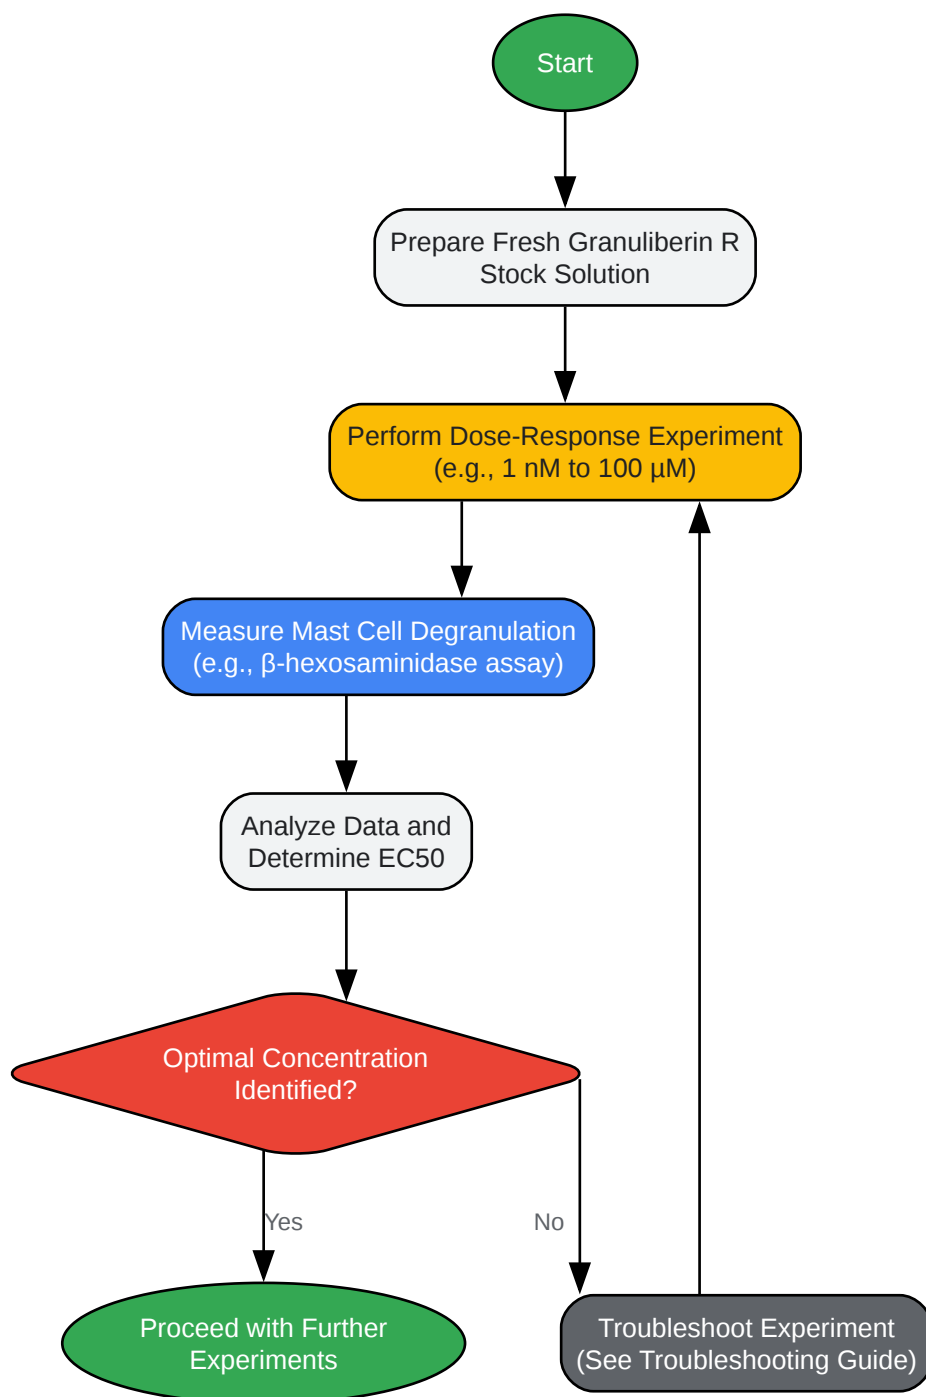 Start
Prepare Fresh Granuliberin R
Stock Solution
Perform Dose-Response Experiment
(e.g., 1 nM to 100 µM)
Measure Mast Cell Degranulation
(e.g., β-hexosaminidase assay)
Analyze Data and
Determine EC50
Optimal Concentration
Identified?
Yes
No
Proceed with Further
Experiments
Troubleshoot Experiment
(See Troubleshooting Guide)